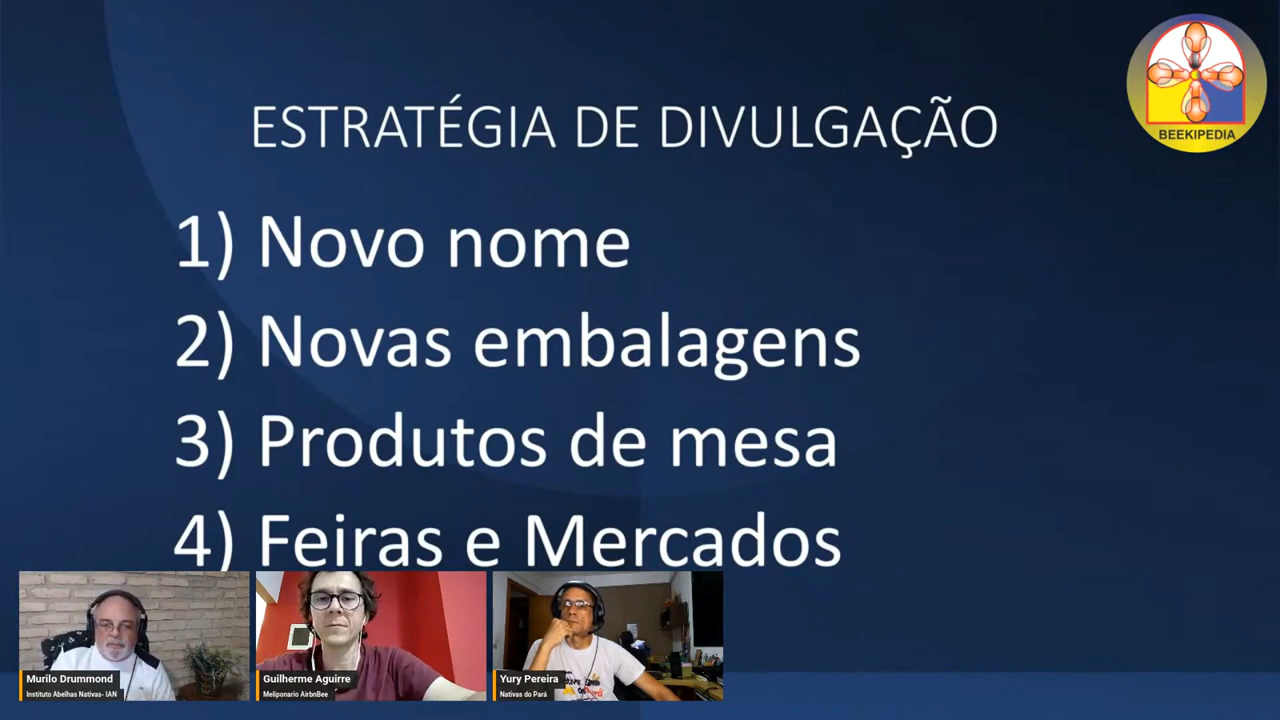 ESTRATÉGIA DE DIVULGAÇÃO
BEEKIPEDIA
1) Novo nome
2) Novas embalagens
3) Produtos de mesa
4) Feiras e Mercados
Murilo Drummond
Instituto Abelhas Nativas- IAN
Guilherme Aguirre
Meliponario AirbnBee
Yury Pereira
Nativas do Pará